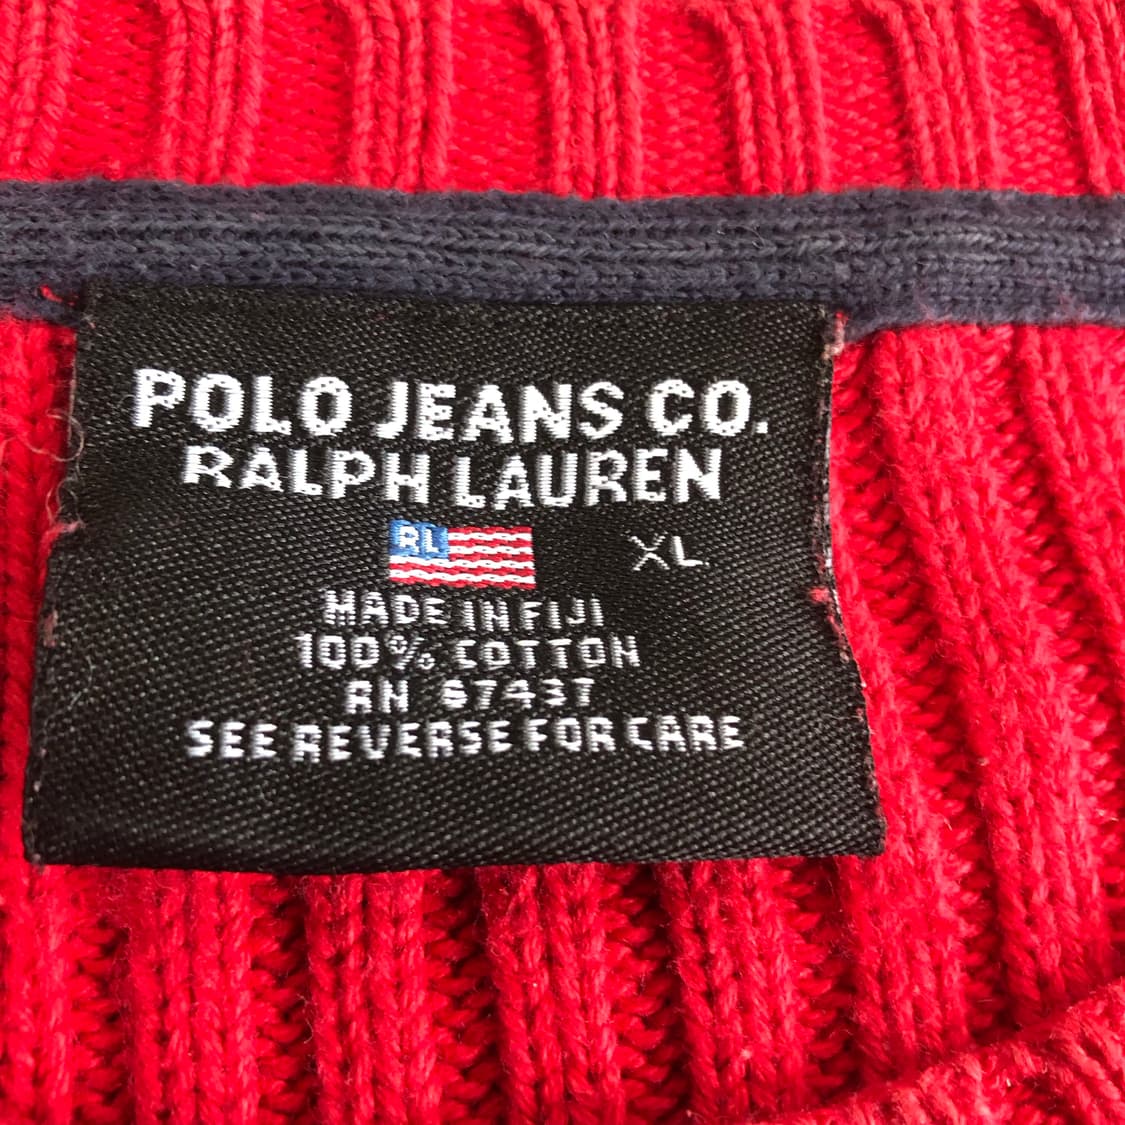 POLO JEANS CO.
RALPH LAUREN
RL
XL
MADE IN FIJI
100% COTTON
RN 67437
SEE REVERSE FOR CARE